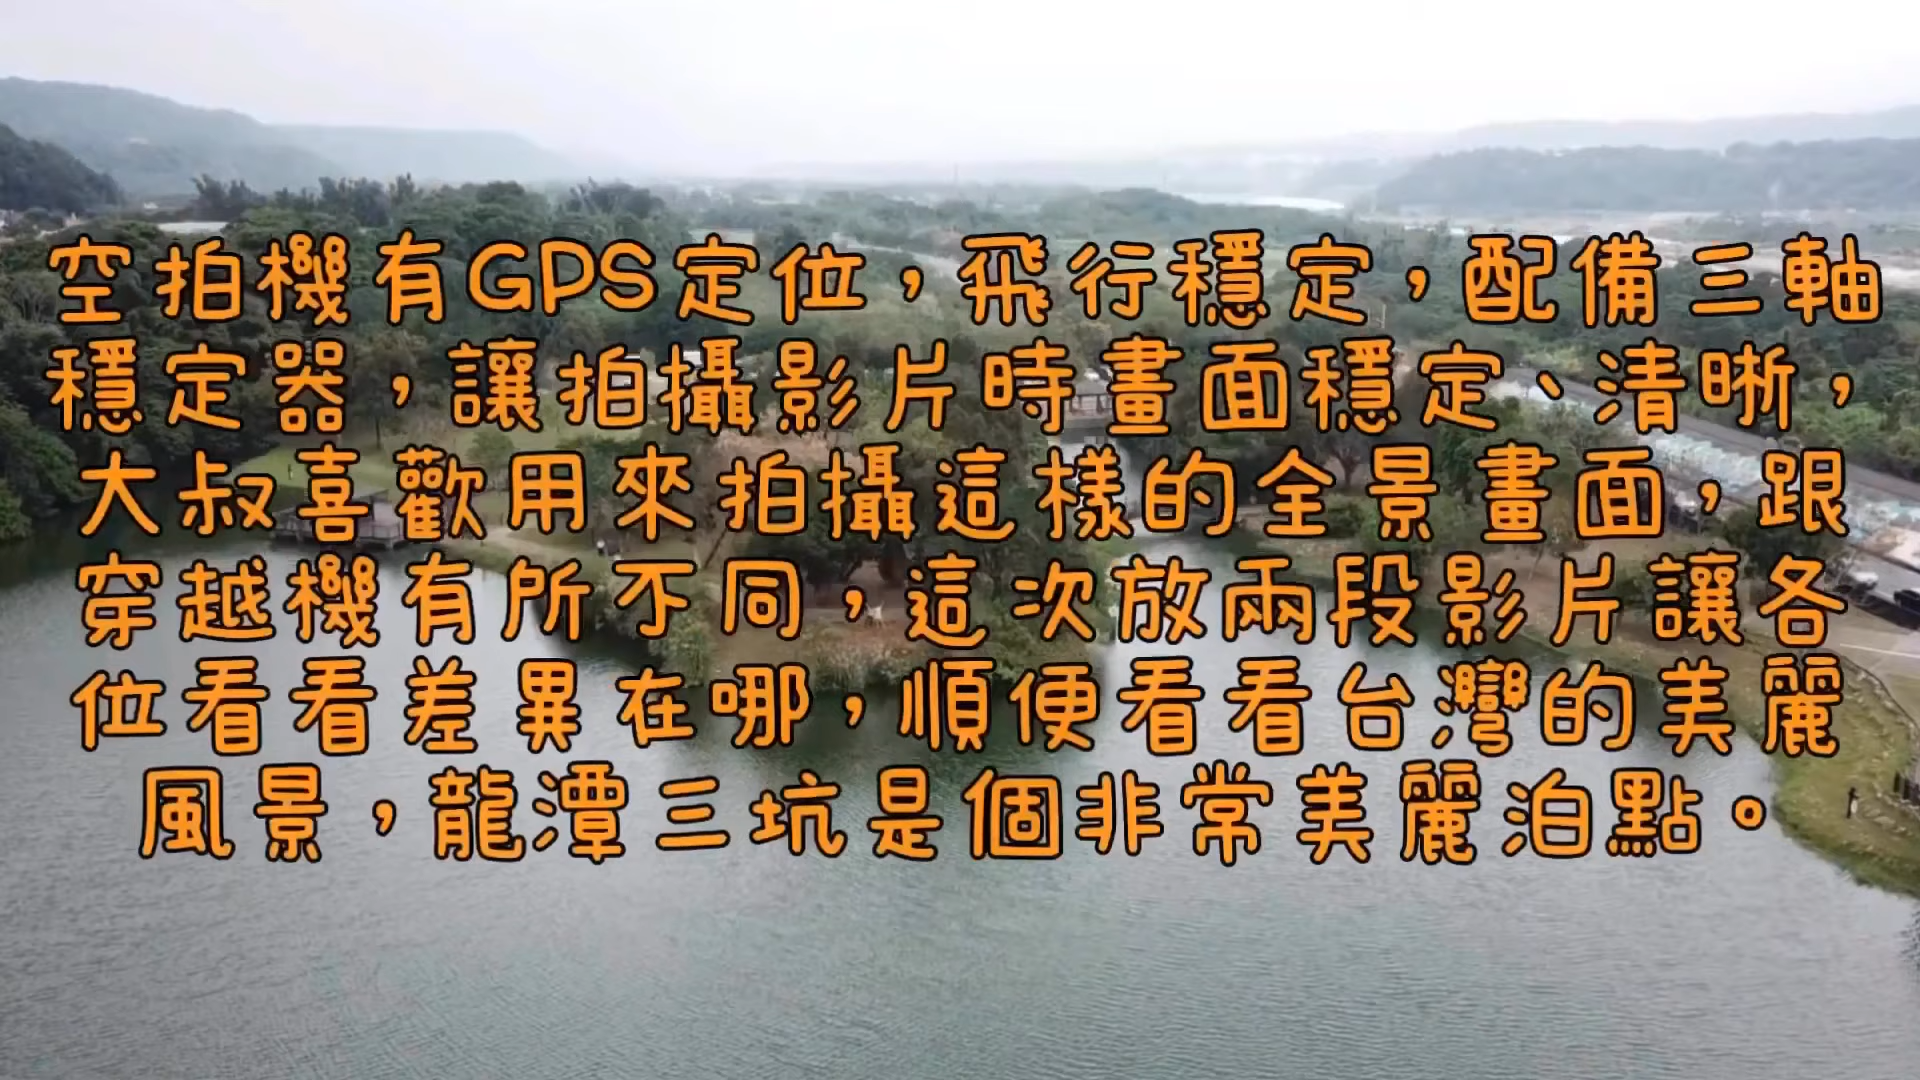 空拍機有GPS定位，飛行穩定，配備三軸
穩定器，讓拍攝影片時畫面穩定、清晰，
大叔喜歡用來拍攝這樣的全景畫面，跟
穿越機有所不同，這次放兩段影片讓各
位看看差異在哪，順便看看台灣的美麗
風景，龍潭三坑是個非常美麗泊點。